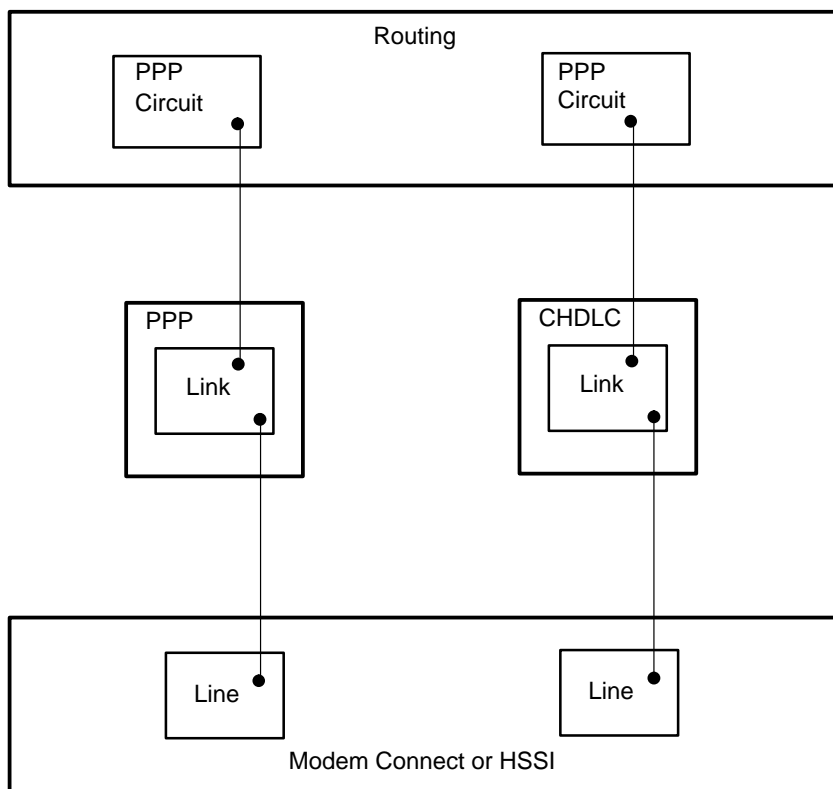 Routing
PPP
Circuit
PPP
Circuit
PPP
Link
CHDLC
Link
Line
Line
Modem Connect or HSSI